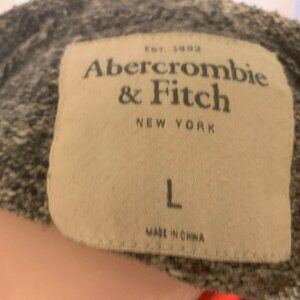 EST. 1892
Abercrombie
& Fitch
NEW YORK
L
MADE IN CHINA